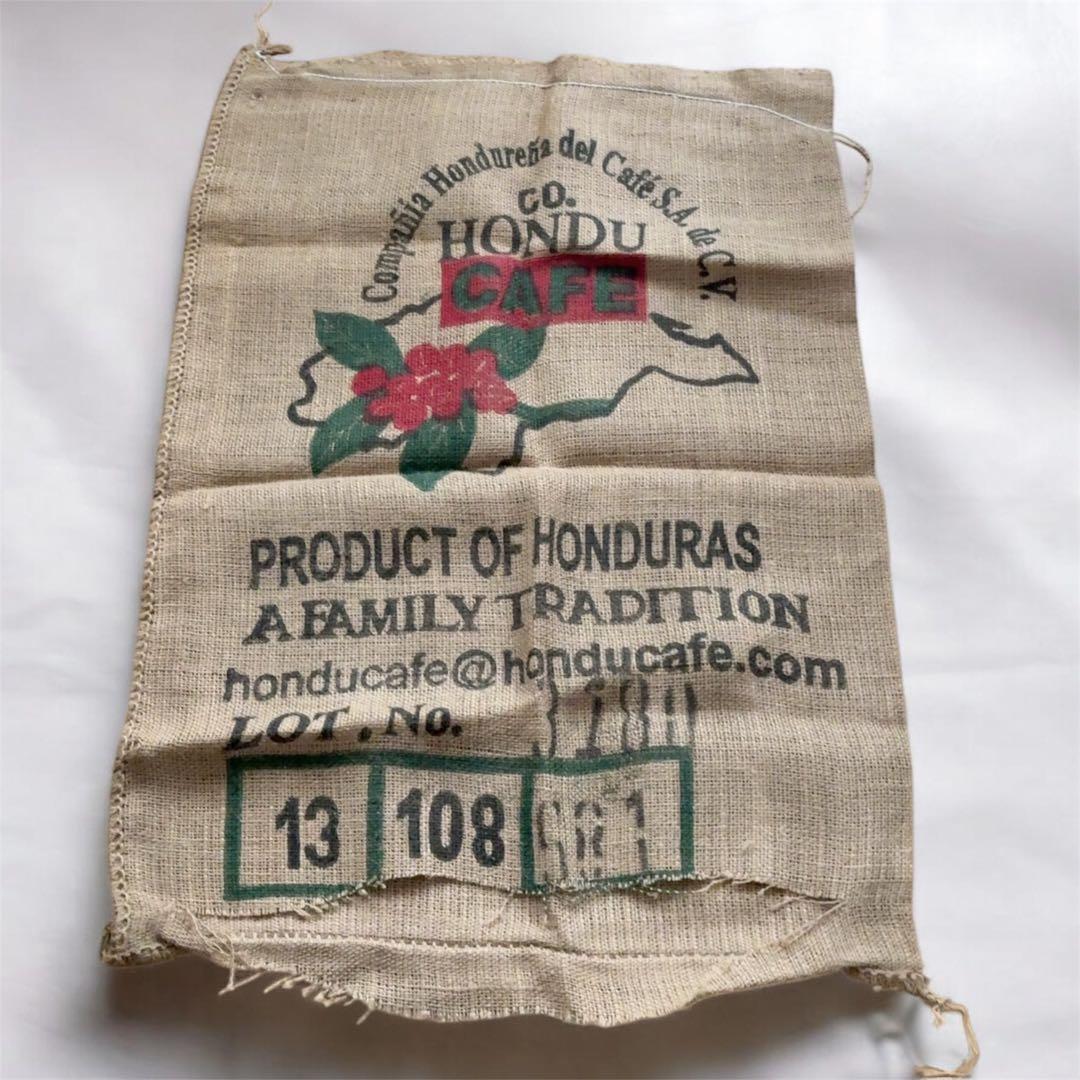 Compañia Hondureña del Café S.A. de C.V.
CO.
HONDU
CAFE
PRODUCT OF HONDURAS
A FAMILY TRADITION
honducafe@honducafe.com
LOT. No.
13 108